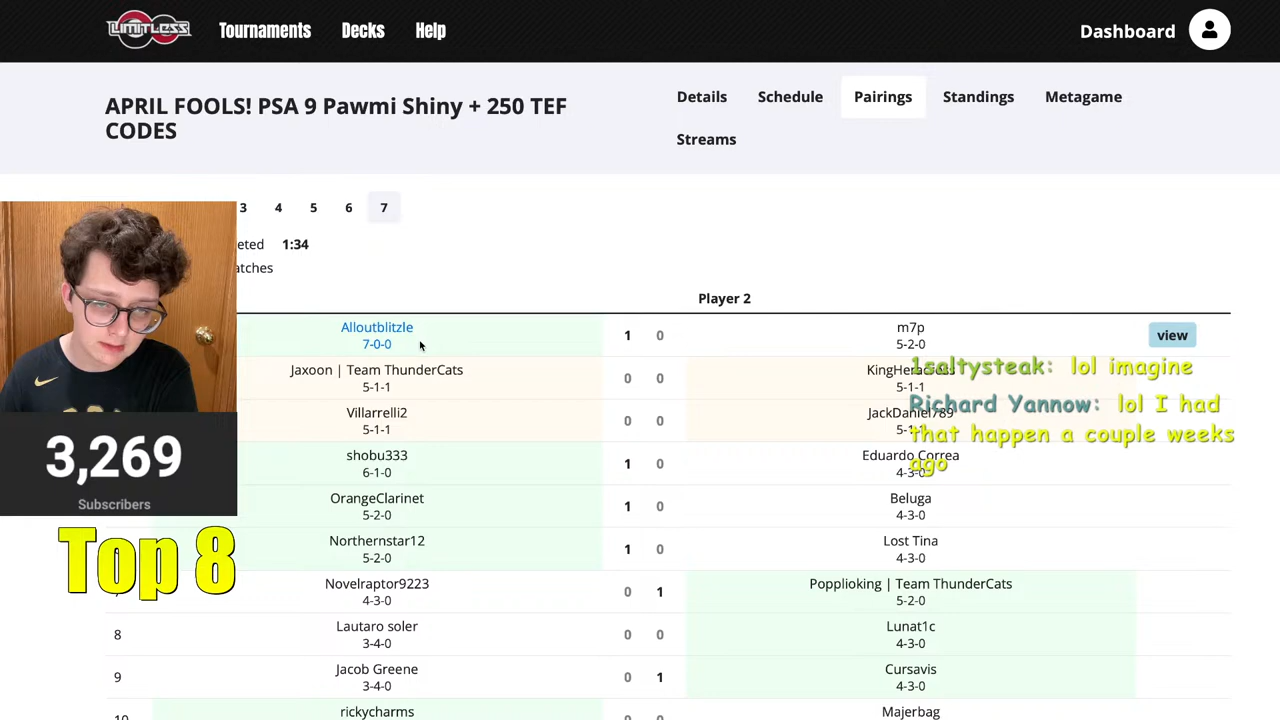 LIMITLESS
Tournaments
Decks
Help
Dashboard
APRIL FOOLS! PSA 9 Pawmi Shiny + 250 TEF
CODES
Details
Schedule
Pairings
Standings
Metagame
Streams
3
4
5
6
7
eted
1:34
atches
Player 2
Alloutblitzle
7-0-0
1
0
m7p
5-2-0
view
Jaxoon | Team ThunderCats
5-1-1
0
0
5-1-1
Villarrelli2
5-1-1
0
0
JackDaniel789
shobu333
6-1-0
1
0
Eduardo Correa
4-3-0
OrangeClarinet
5-2-0
1
0
Beluga
4-3-0
Northernstar12
5-2-0
1
0
Lost Tina
4-3-0
Novelraptor9223
4-3-0
0
1
Popplioking | Team ThunderCats
5-2-0
8
Lautaro soler
3-4-0
0
0
Lunat1c
4-3-0
9
Jacob Greene
3-4-0
0
1
Cursavis
4-3-0
10
rickycharms
0
0
Majerbag
1saltysteak: lol imagine
Richard Yannow: lol I had
that happen a couple weeks
ago
3,269
Subscribers
Top 8